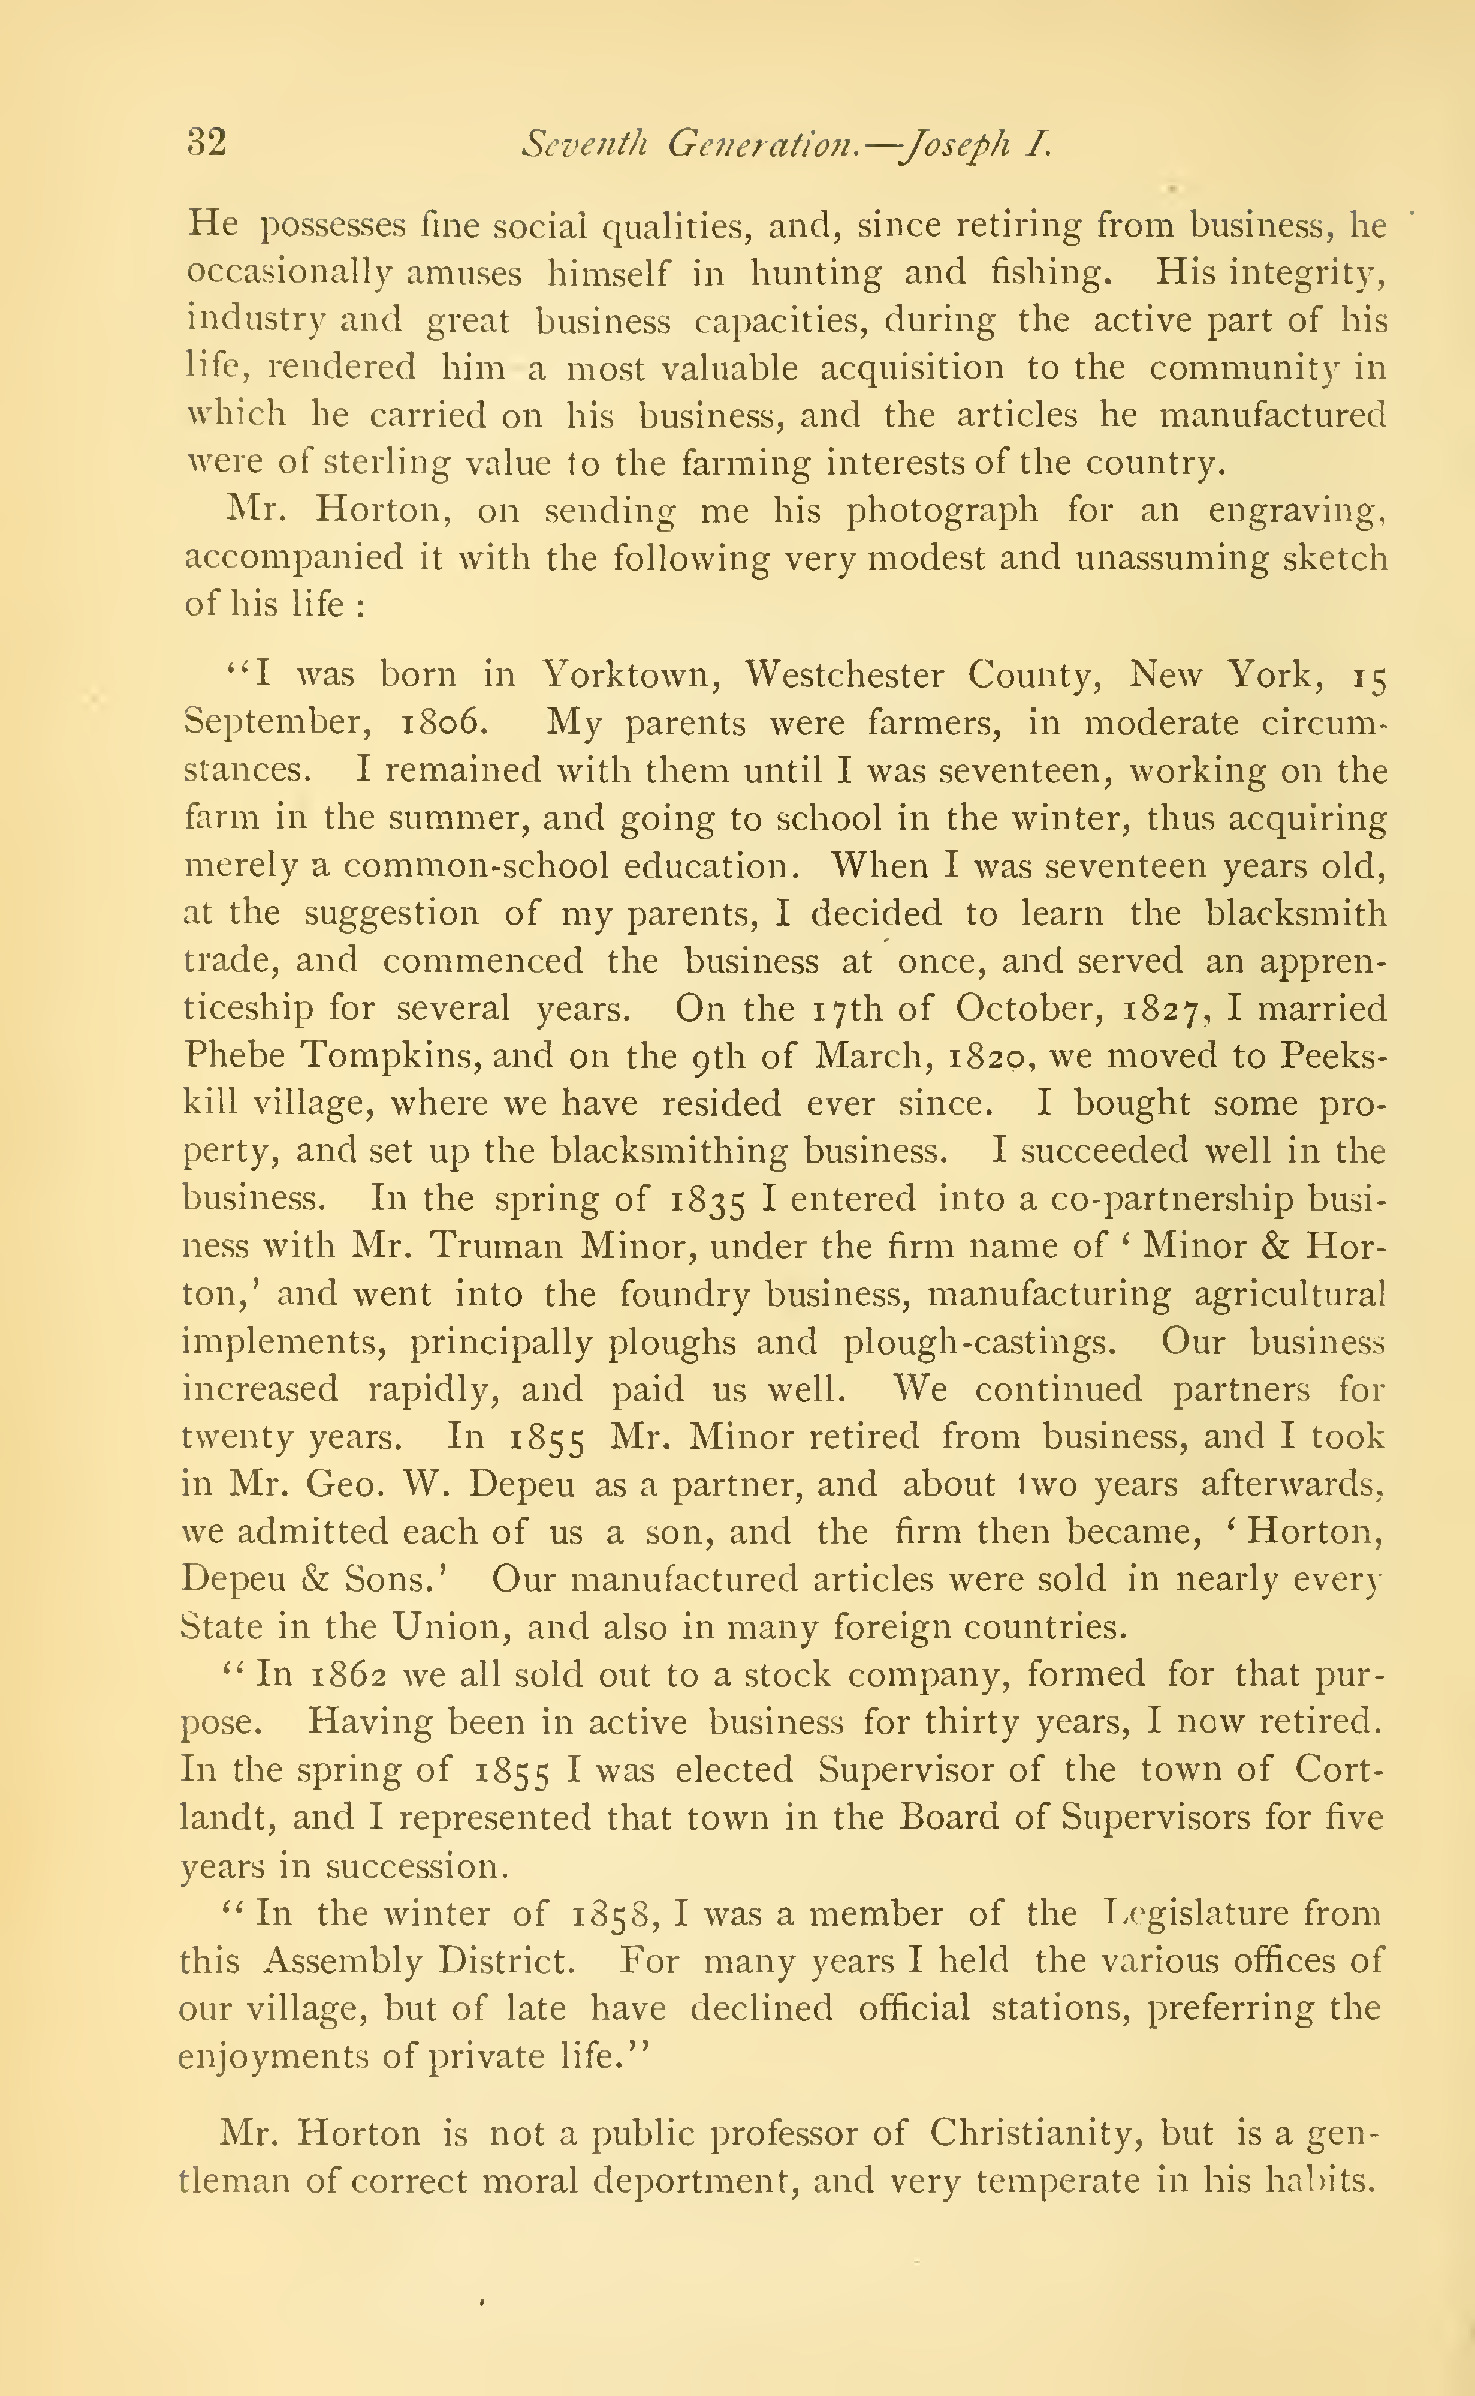 32 Seventh Generation.—Joseph I.
He possesses fine social qualities, and, since retiring from business, he
occasionally amuses himself in hunting and fishing. His integrity,
industry and great business capacities, during the active part of his
life, rendered him a most valuable acquisition to the community in
which he carried on his business, and the articles he manufactured
were of sterling value to the farming interests of the country.
Mr. Horton, on sending me his photograph for an engraving,
accompanied it with the following very modest and unassuming sketch
of his life :
"I was born in Yorktown, Westchester County, New York, 15
September, 1806. My parents were farmers, in moderate circum-
stances. I remained with them until I was seventeen, working on the
farm in the summer, and going to school in the winter, thus acquiring
merely a common-school education. When I was seventeen years old,
at the suggestion of my parents, I decided to learn the blacksmith
trade, and commenced the business at once, and served an appren-
ticeship for several years. On the 17th of October, 1827, I married
Phebe Tompkins, and on the 9th of March, 1820, we moved to Peeks-
kill village, where we have resided ever since. I bought some pro-
perty, and set up the blacksmithing business. I succeeded well in the
business. In the spring of 1835 I entered into a co-partnership busi-
ness with Mr. Truman Minor, under the firm name of ‘ Minor & Hor-
ton,’ and went into the foundry business, manufacturing agricultural
implements, principally ploughs and plough-castings. Our business
increased rapidly, and paid us well. We continued partners for
twenty years. In 1855 Mr. Minor retired from business, and I took
in Mr. Geo. W. Depeu as a partner, and about two years afterwards,
we admitted each of us a son, and the firm then became, ‘ Horton,
Depeu & Sons.’ Our manufactured articles were sold in nearly every
State in the Union, and also in many foreign countries.
" In 1862 we all sold out to a stock company, formed for that pur-
pose. Having been in active business for thirty years, I now retired.
In the spring of 1855 I was elected Supervisor of the town of Cort-
landt, and I represented that town in the Board of Supervisors for five
years in succession.
" In the winter of 1858, I was a member of the Legislature from
this Assembly District. For many years I held the various offices of
our village, but of late have declined official stations, preferring the
enjoyments of private life."
Mr. Horton is not a public professor of Christianity, but is a gen-
tleman of correct moral deportment, and very temperate in his habits.